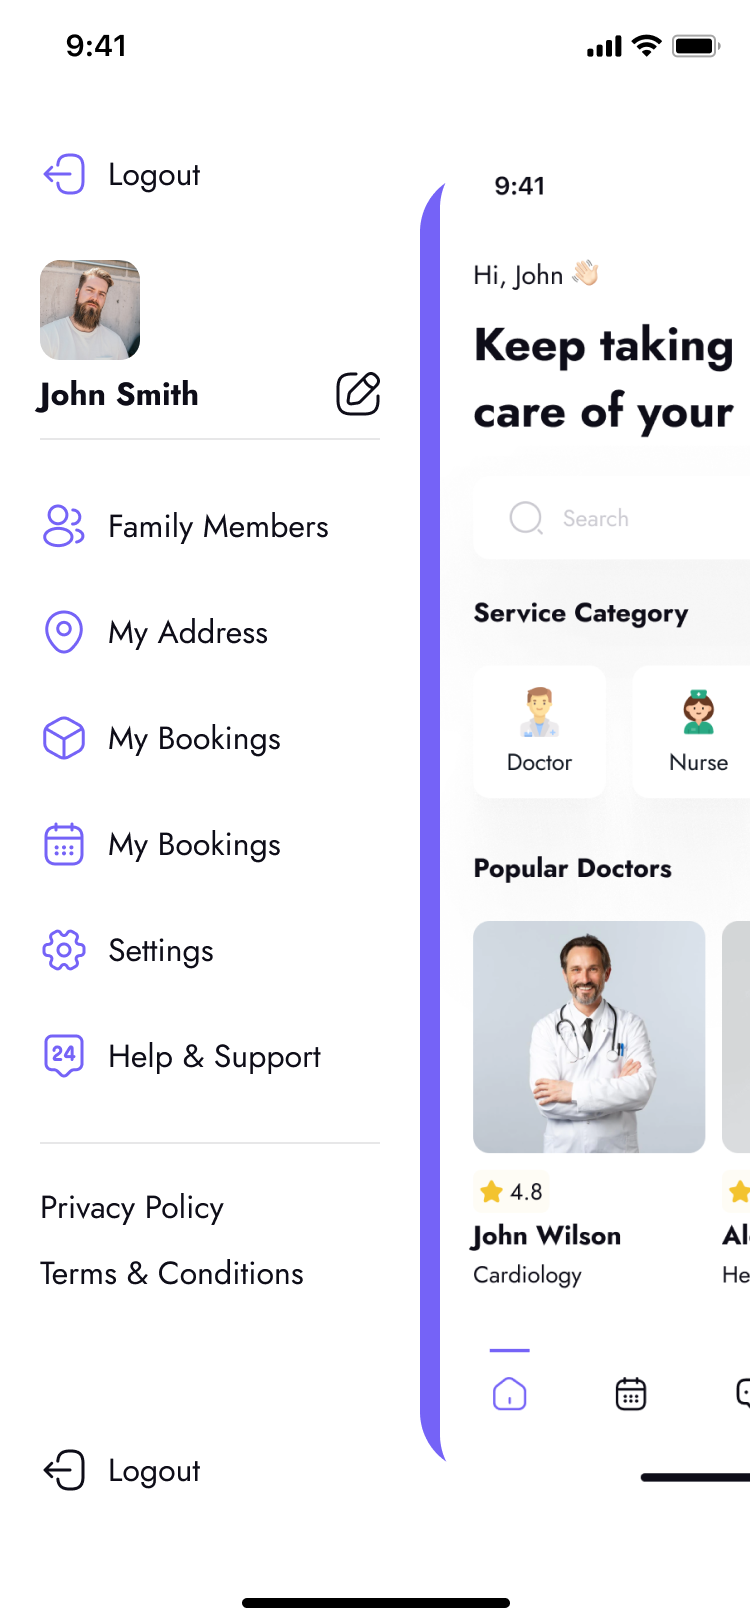 9:41
Logout
John Smith
Family Members
My Address
My Bookings
My Bookings
Settings
24
Help & Support
Privacy Policy
Terms & Conditions
Logout
9:41
Hi, John 👋🏻
Keep taking
care of your
Search
Service Category
Doctor
Nurse
Popular Doctors
4.8
John Wilson
Cardiology